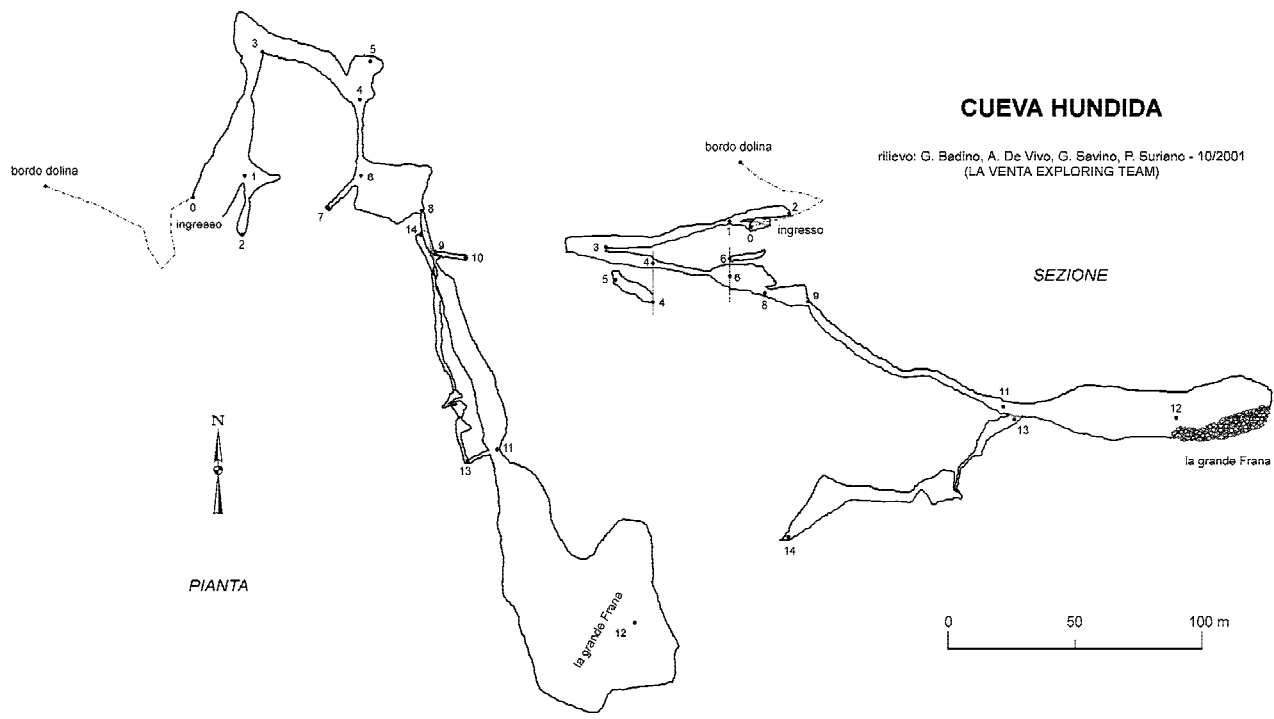 CUEVA HUNDIDA
rilievo: G. Badino, A. De Vivo, G. Savino, P. Suriano - 10/2001
(LA VENTA EXPLORING TEAM)
3
5
4
bordo dolina
1
6
0
ingresso
7
2
8
14
9
10
11
13
la grande Frana
12
N
PIANTA
bordo dolina
2
1
0
ingresso
3
4
6
5
6
4
8
9
SEZIONE
11
12
13
la grande Frana
14
0
50
100 m